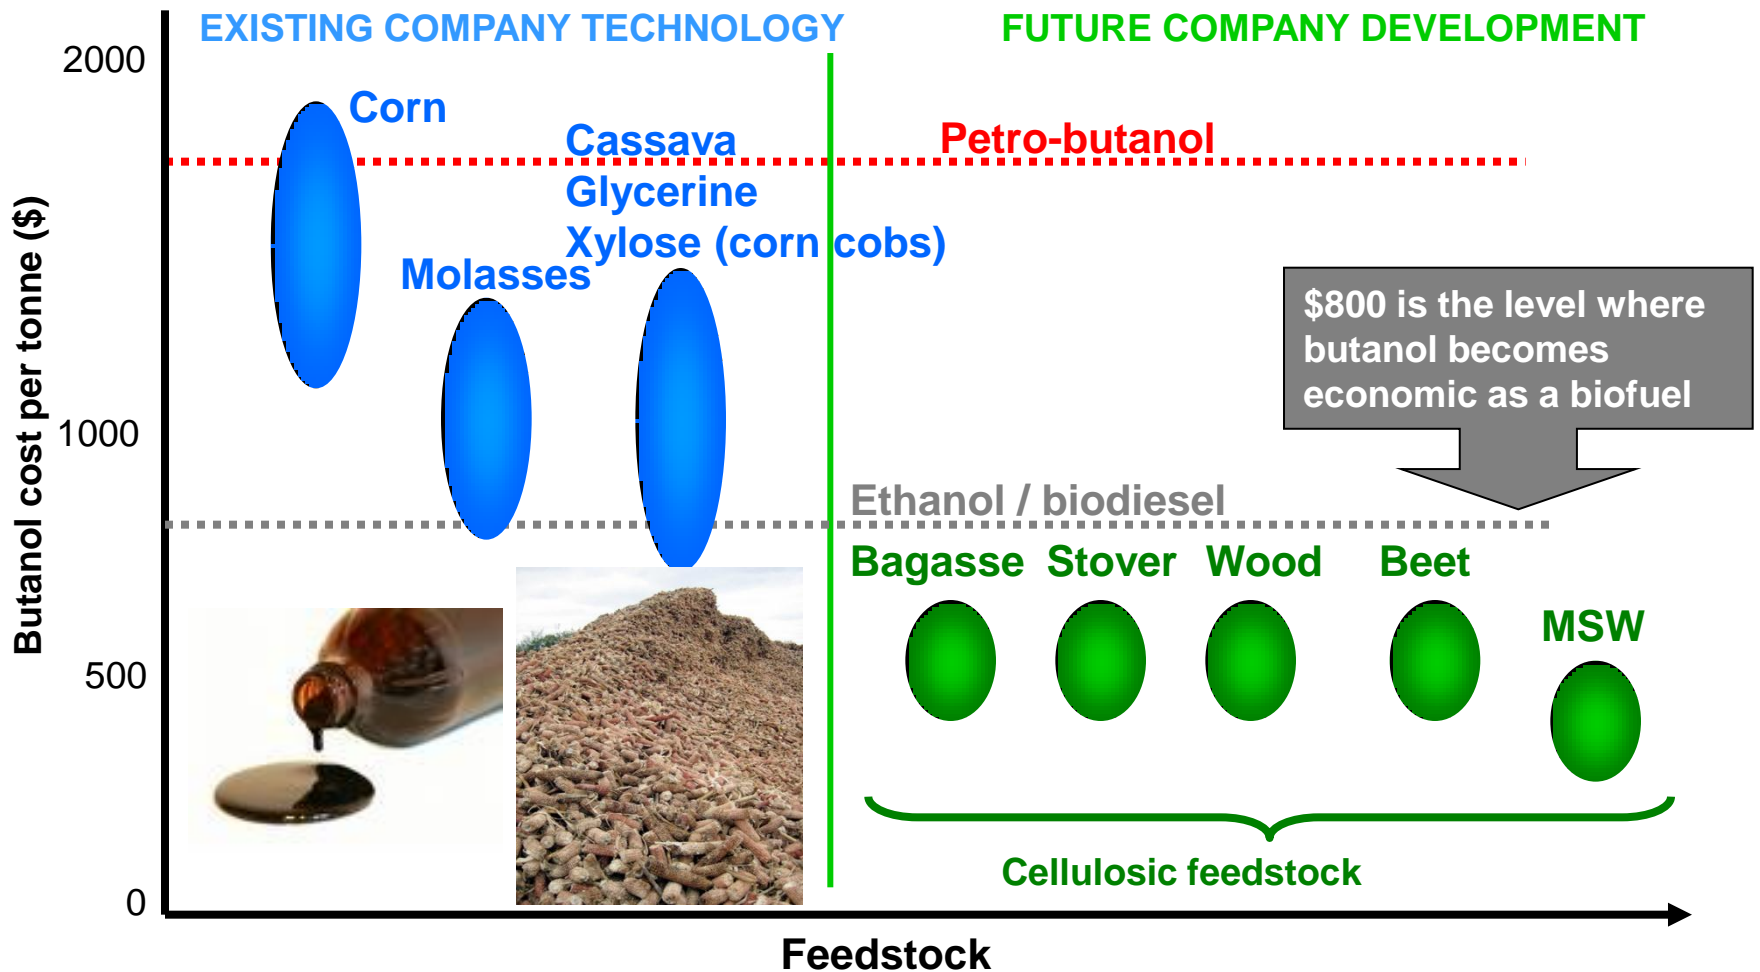 EXISTING COMPANY TECHNOLOGY
FUTURE COMPANY DEVELOPMENT
2000
Corn
Cassava
Petro-butanol
Glycerine
Xylose (corn cobs)
Molasses
$800 is the level where
butanol becomes
economic as a biofuel
Butanol cost per tonne ($)
1000
Ethanol / biodiesel
Bagasse
Stover
Wood
Beet
MSW
500
Cellulosic feedstock
0
Feedstock